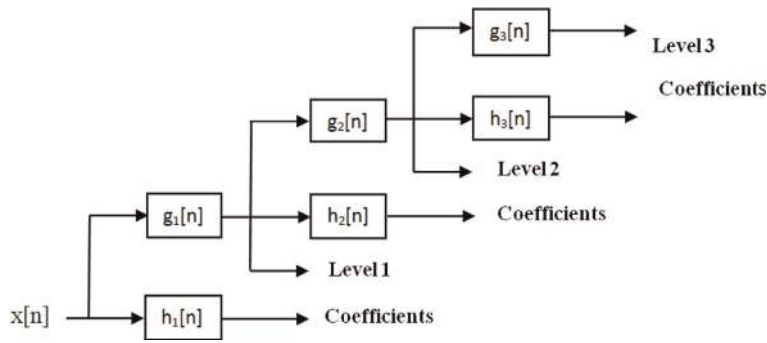 g₃[n]
Level 3
Coefficients
g₂[n]
h₃[n]
Level 2
g₁[n]
h₂[n]
Coefficients
Level 1
x[n]
h₁[n]
Coefficients